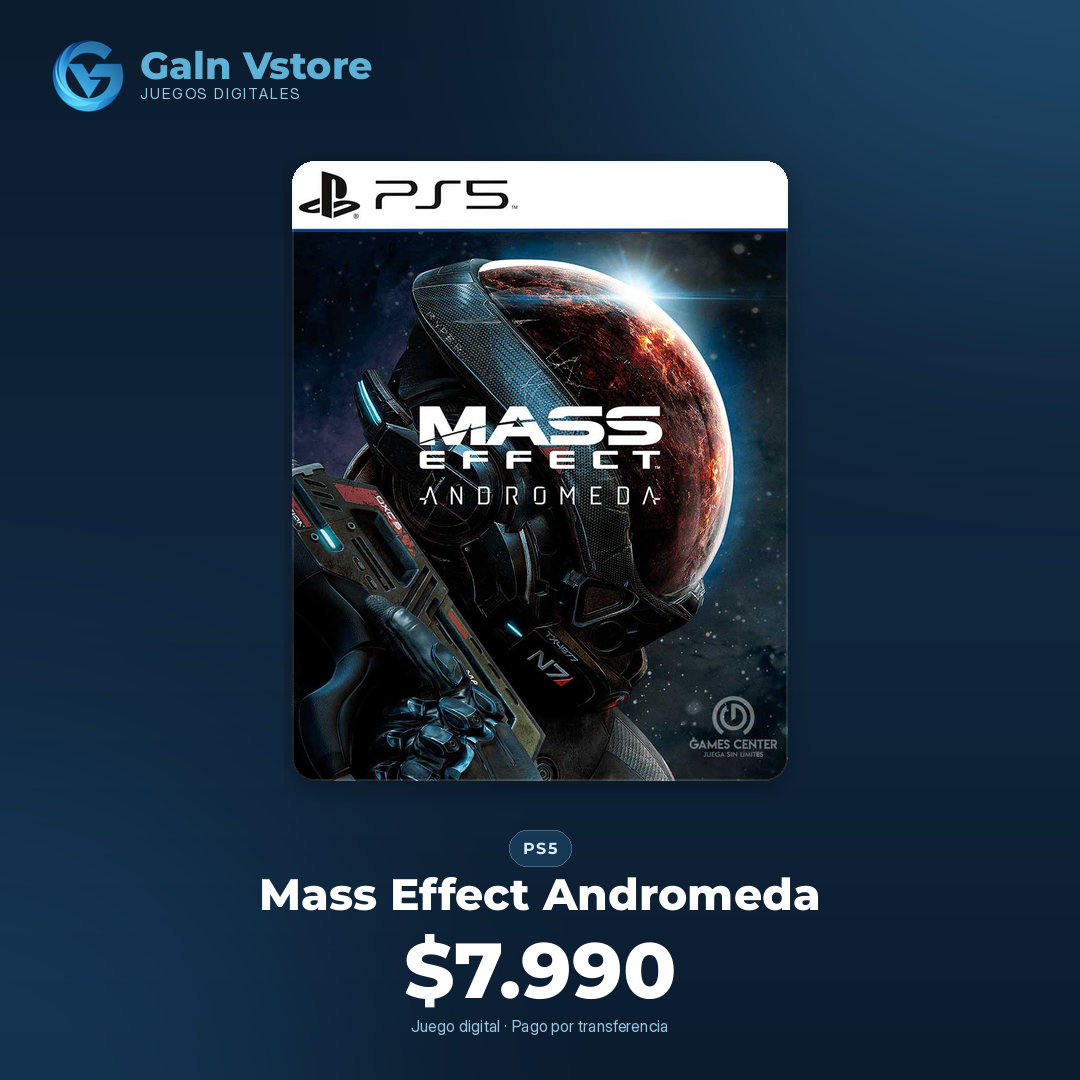 GaIn Vstore
JUEGOS DIGITALES
PS5
MASS
EFFECT
ANDROMEDA
N7
GAMES CENTER
JUEGA SIN LIMITES
PS5
Mass Effect Andromeda
$7.990
Juego digital · Pago por transferencia